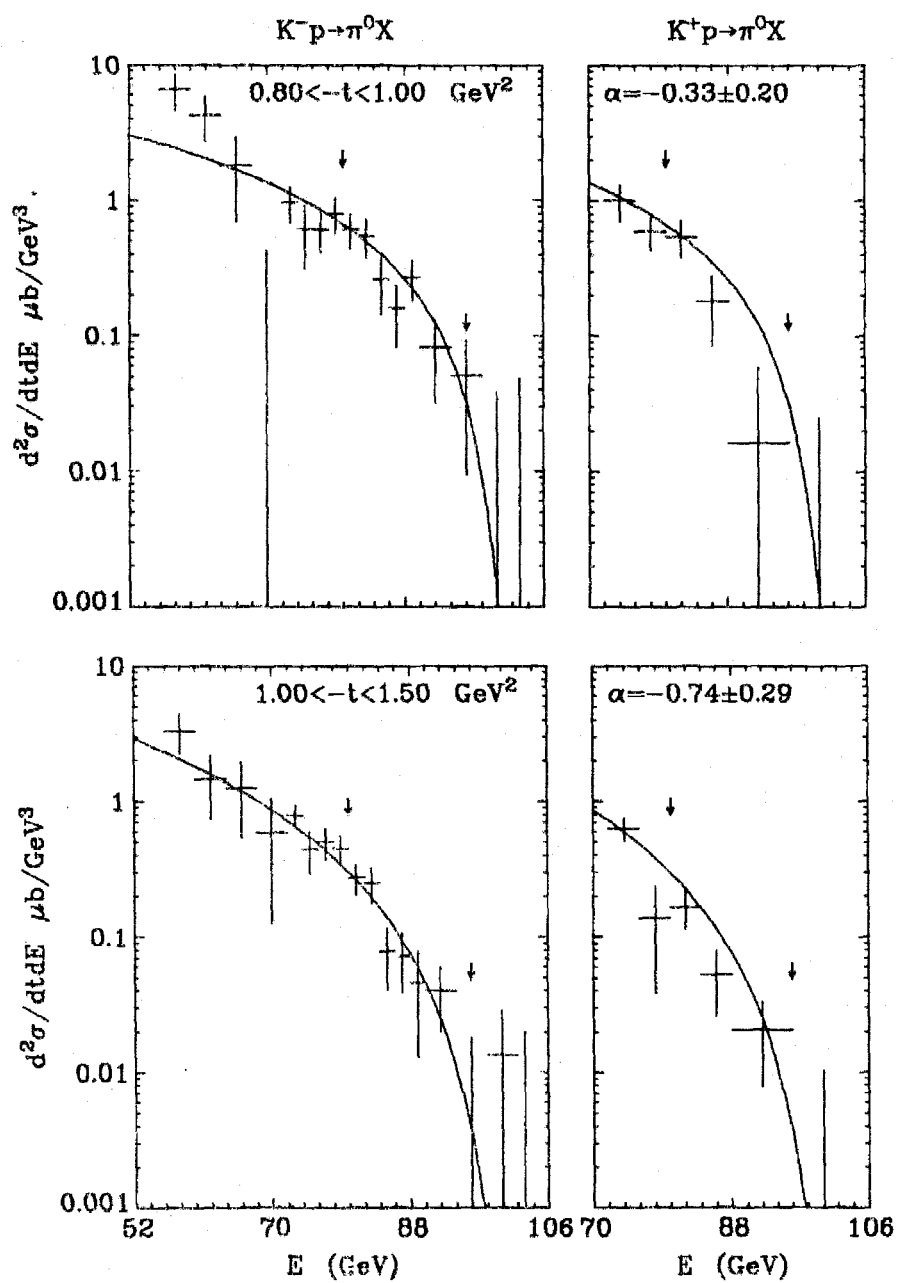 K⁻p→π⁰X
K⁺p→π⁰X
10
0.80<-t<1.00 GeV²
α=-0.33±0.20
1
0.1
0.01
0.001
d²σ/dtdE μb/GeV³
10
1.00<-t<1.50 GeV²
α=-0.74±0.29
1
0.1
0.01
0.001
d²σ/dtdE μb/GeV³
52 70 88 106
70 88 106
E (GeV)
E (GeV)